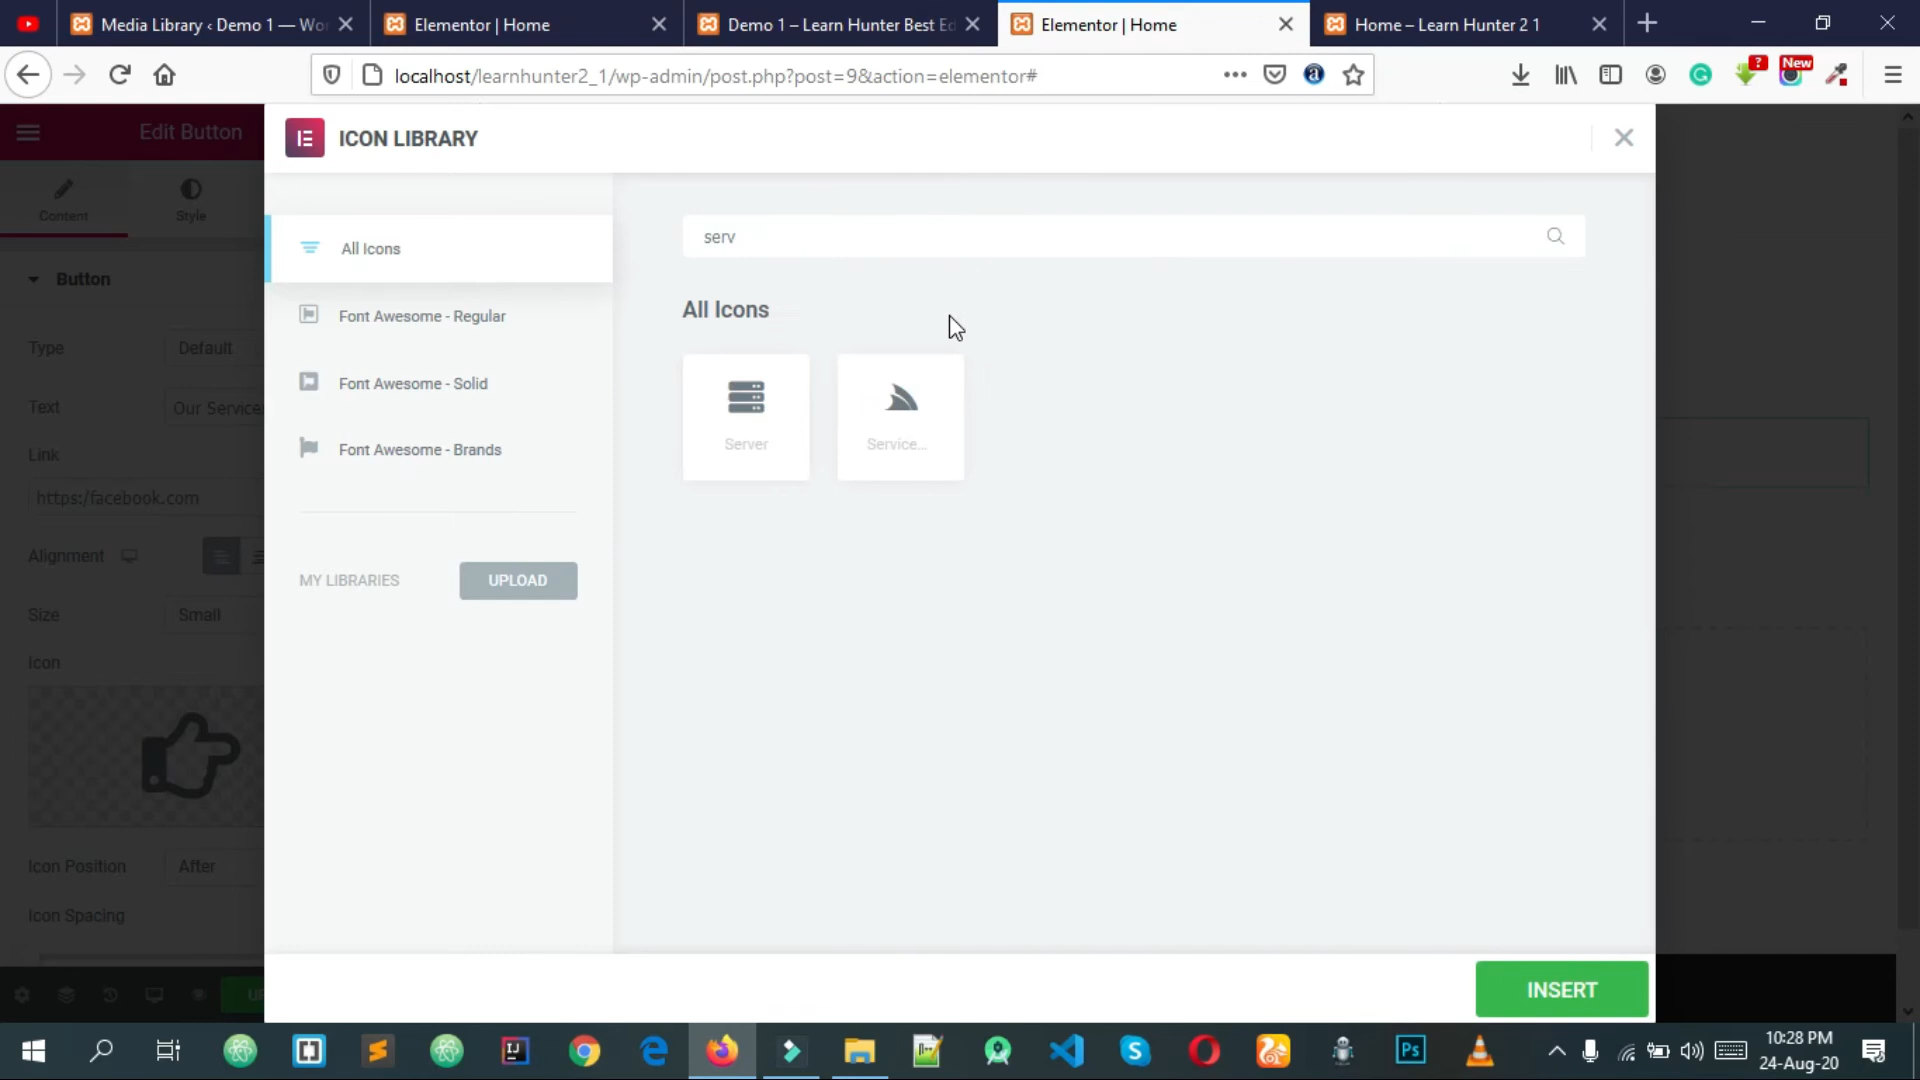 Media Library ‹ Demo 1 — Wo
Elementor | Home
Demo 1 – Learn Hunter Best Ed
Elementor | Home
Home – Learn Hunter 2 1
localhost/learnhunter2_1/wp-admin/post.php?post=9&action=elementor#
?
New
Edit Button
ICON LIBRARY
Content
Style
All Icons
serv
Button
Font Awesome - Regular
All Icons
Type
Default
Font Awesome - Solid
Text
Our Service
Server
Service...
Link
Font Awesome - Brands
https:/facebook.com
Alignment
MY LIBRARIES
UPLOAD
Size
Small
Icon
Icon Position
After
Icon Spacing
UP
INSERT
Ps
10:28 PM
24-Aug-20